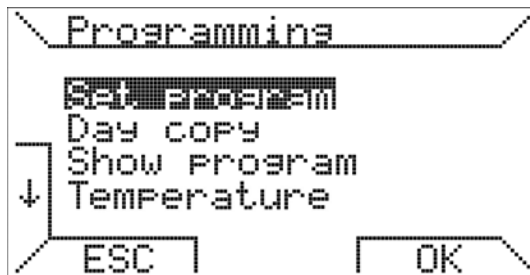 Programming
Set program
Day copy
Show program
Temperature
ESC OK